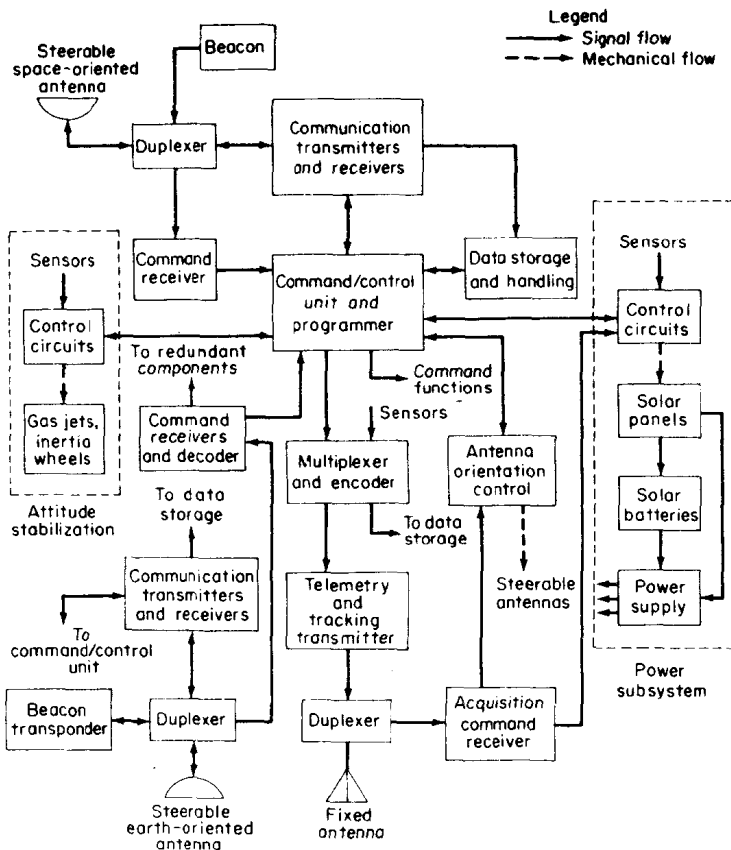 Legend
Signal flow
Mechanical flow
Steerable
space-oriented
antenna
Beacon
Duplexer
Communication
transmitters
and receivers
Command
receiver
Command/control
unit and
programmer
Data storage
and handling
Sensors
Control
circuits
Gas jets,
inertia
wheels
Attitude
stabilization
To redundant
components
Command
receivers
and decoder
Command
functions
Sensors
Multiplexer
and encoder
To data
storage
Antenna
orientation
control
Steerable
antennas
Sensors
Control
circuits
Solar
panels
Solar
batteries
Power
supply
Power
subsystem
To data
storage
Communication
transmitters
and receivers
To
command/control
unit
Telemetry
and
tracking
transmitter
Beacon
transponder
Duplexer
Steerable
earth-oriented
antenna
Duplexer
Fixed
antenna
Acquisition
command
receiver